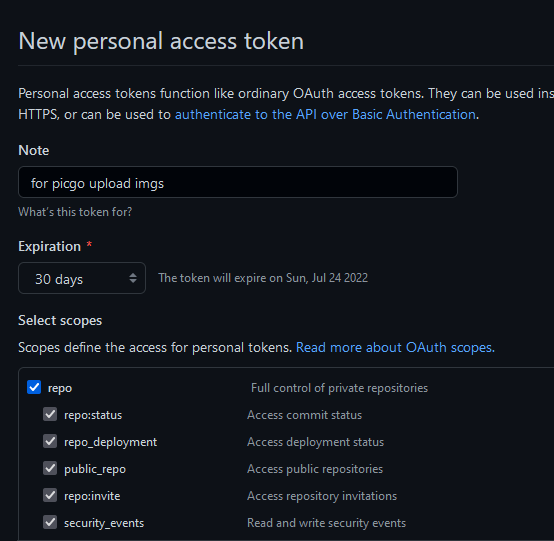 New personal access token
Personal access tokens function like ordinary OAuth access tokens. They can be used ins
HTTPS, or can be used to authenticate to the API over Basic Authentication.
Note
for picgo upload imgs
What's this token for?
Expiration *
30 days The token will expire on Sun, Jul 24 2022
Select scopes
Scopes define the access for personal tokens. Read more about OAuth scopes.
repo Full control of private repositories
repo:status Access commit status
repo_deployment Access deployment status
public_repo Access public repositories
repo:invite Access repository invitations
security_events Read and write security events